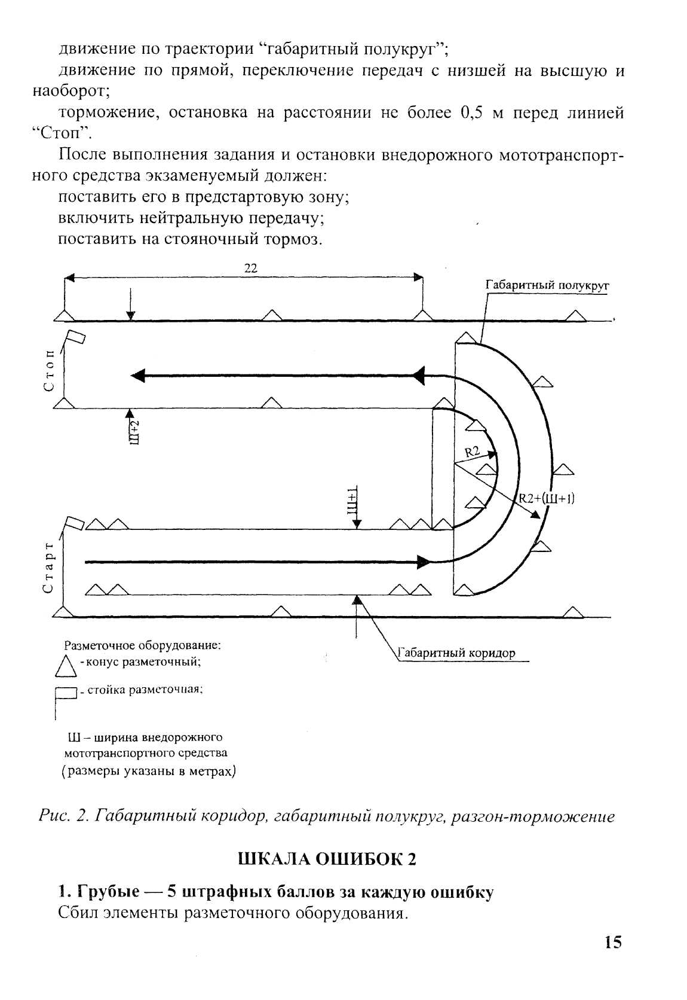 движение по траектории “габаритный полукруг”;
движение по прямой, переключение передач с низшей на высшую и
наоборот;
торможение, остановка на расстоянии не более 0,5 м перед линией
“Стоп”.
После выполнения задания и остановки внедорожного мототранспорт-
ного средства экзаменуемый должен:
поставить его в предстартовую зону;
включить нейтральную передачу;
поставить на стояночный тормоз.
22
Габаритный полукруг
Стоп
Ш+2
R2
Ш+1
R2+(Ш+1)
Старт
Габаритный коридор
Разметочное оборудование:
- конус разметочный;
- стойка разметочная;
Ш – ширина внедорожного
мототранспортного средства
(размеры указаны в метрах)
Рис. 2. Габаритный коридор, габаритный полукруг, разгон-торможение
ШКАЛА ОШИБОК 2
1. Грубые — 5 штрафных баллов за каждую ошибку
Сбил элементы разметочного оборудования.
15